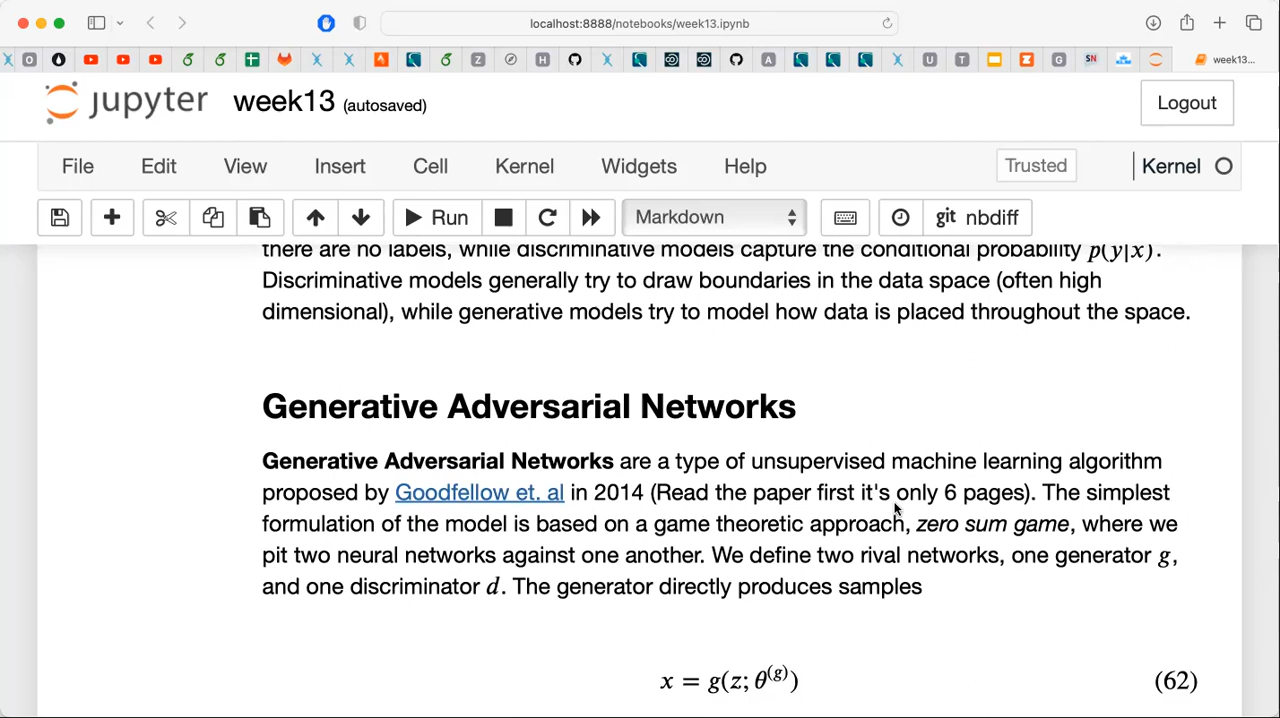 localhost:8888/notebooks/week13.ipynb
week13...
jupyter week13 (autosaved)
Logout
File Edit View Insert Cell Kernel Widgets Help
Trusted
Kernel
Run
Markdown
git nbdiff
there are no labels, while discriminative models capture the conditional probability p(y|x).
Discriminative models generally try to draw boundaries in the data space (often high
dimensional), while generative models try to model how data is placed throughout the space.
Generative Adversarial Networks
Generative Adversarial Networks are a type of unsupervised machine learning algorithm
proposed by Goodfellow et. al in 2014 (Read the paper first it's only 6 pages). The simplest
formulation of the model is based on a game theoretic approach, zero sum game, where we
pit two neural networks against one another. We define two rival networks, one generator g,
and one discriminator d. The generator directly produces samples
x = g(z; θ^(g)) (62)